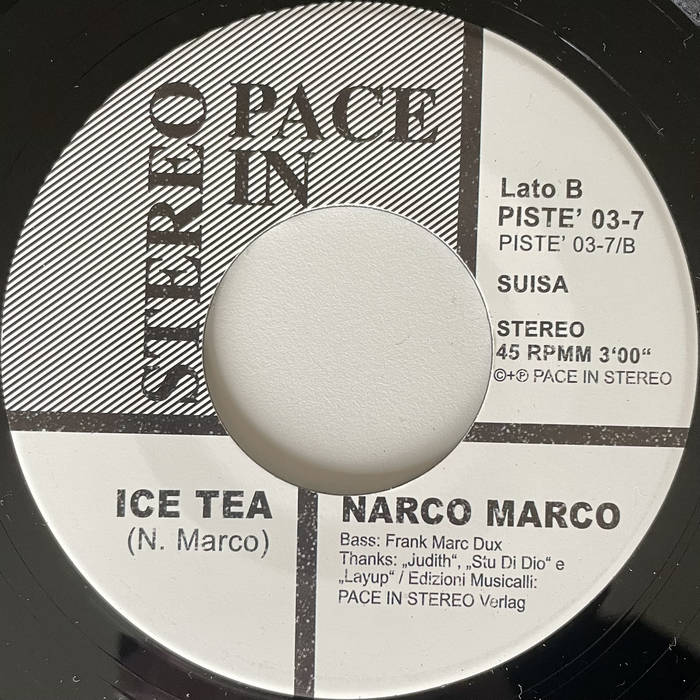 PACE
IN
STEREO
Lato B
PISTE’ 03-7
PISTE’ 03-7/B
SUISA
STEREO
45 RPMM 3‘00“
©+℗ PACE IN STEREO
ICE TEA
(N. Marco)
NARCO MARCO
Bass: Frank Marc Dux
Thanks: „Judith“, „Stu Di Dio“ e
„Layup“ / Edizioni Musicalli:
PACE IN STEREO Verlag